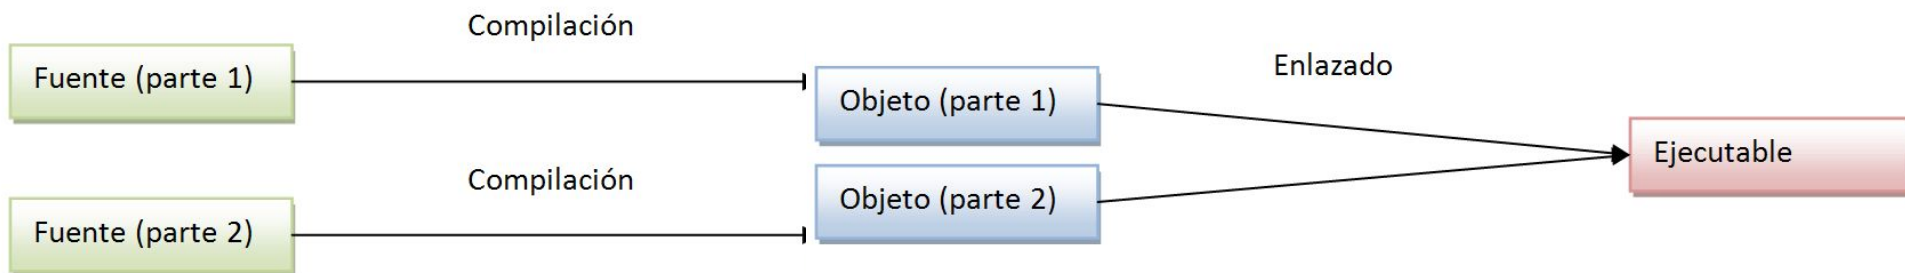 Compilación
Fuente (parte 1)
Objeto (parte 1)
Enlazado
Ejecutable
Compilación
Fuente (parte 2)
Objeto (parte 2)